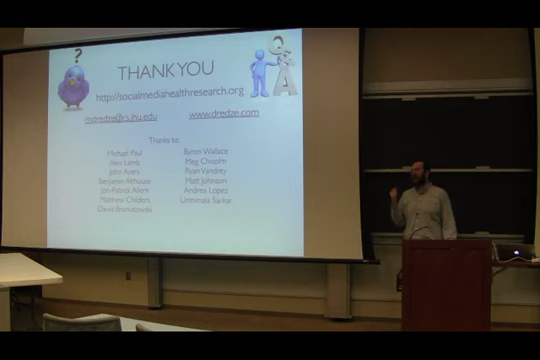 ?
Q&A
THANK YOU
http://socialmediahealthresearch.org
mdredze@cs.jhu.edu www.dredze.com
Thanks to:
Michael Paul Byron Wallace
Alex Lamb Meg Chisolm
John Ayers Ryan Vandrey
Benjamin Althouse Matt Johnson
Jon-Patrick Allem Andrea Lopez
Matthew Childers Urmimala Sarkar
David Broniatowski